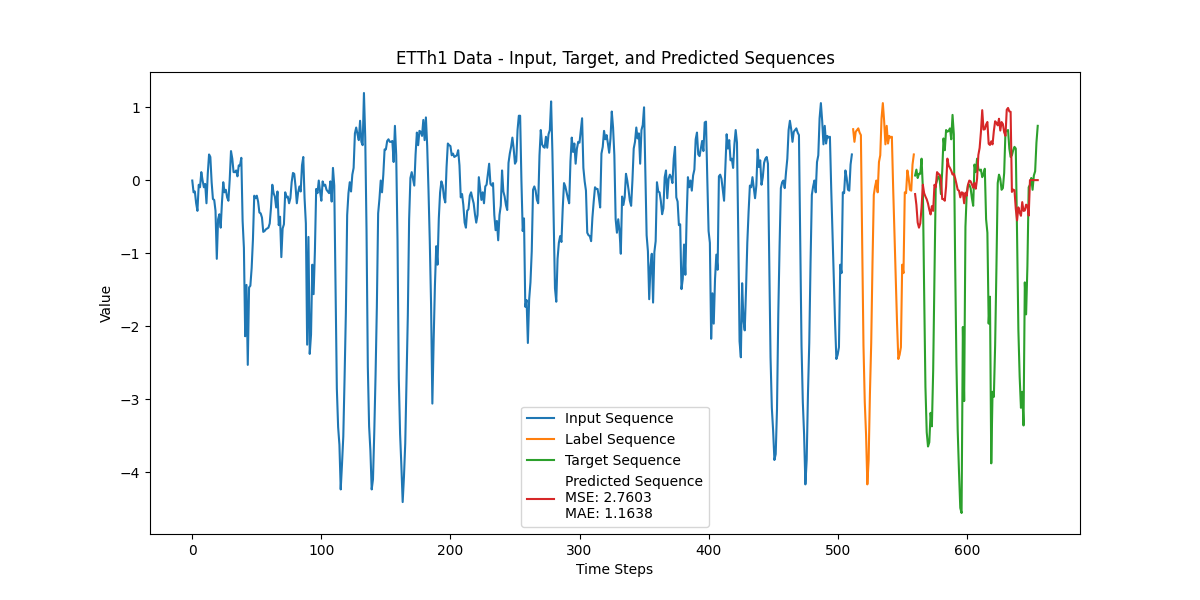 ETTh1 Data - Input, Target, and Predicted Sequences
1
0
−1
−2
−3
−4
Value
Input Sequence
Label Sequence
Target Sequence
Predicted Sequence
MSE: 2.7603
MAE: 1.1638
0 100 200 300 400 500 600
Time Steps